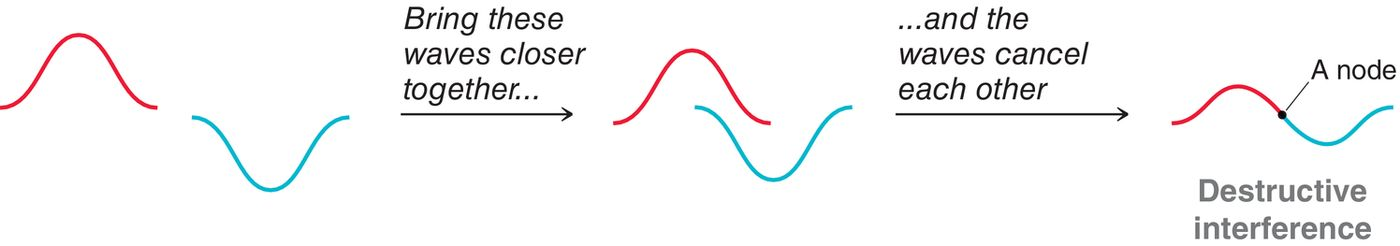 Bring these
waves closer
together...
...and the
waves cancel
each other
A node
Destructive
interference